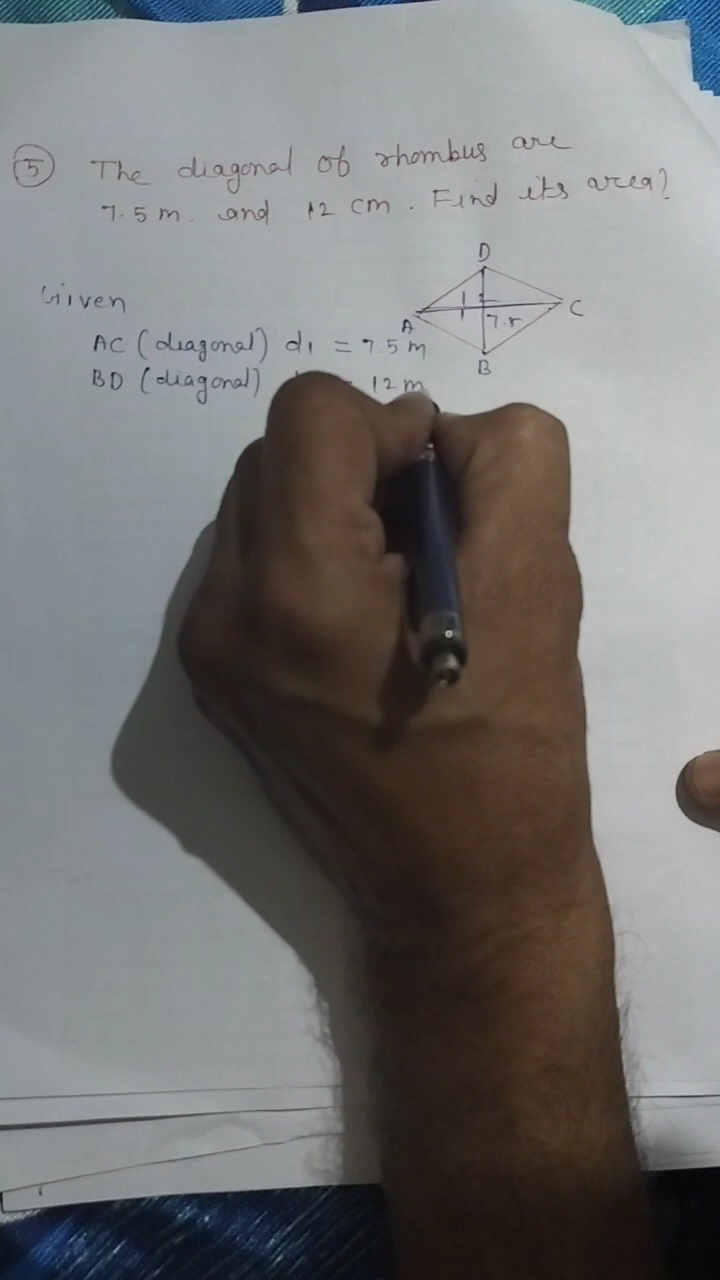 5 The diagonal of rhombus are
7.5 m. and 12 cm. Find its area?
Given
AC (diagonal) d1 = 7.5 m
BD (diagonal) = 12 m
D
A
C
7.5
B